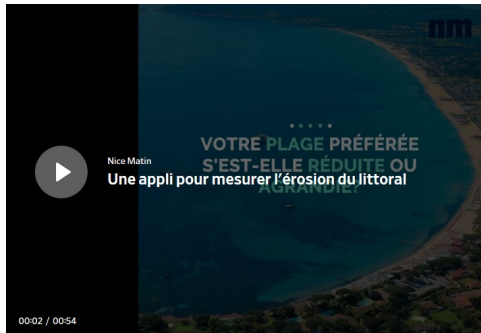 nm
VOTRE PLAGE PRÉFÉRÉE
Nice Matin
S'EST-ELLE RÉDUITE OU
Une appli pour mesurer l'érosion du littoral
AGRANDIE?
00:02 / 00:54